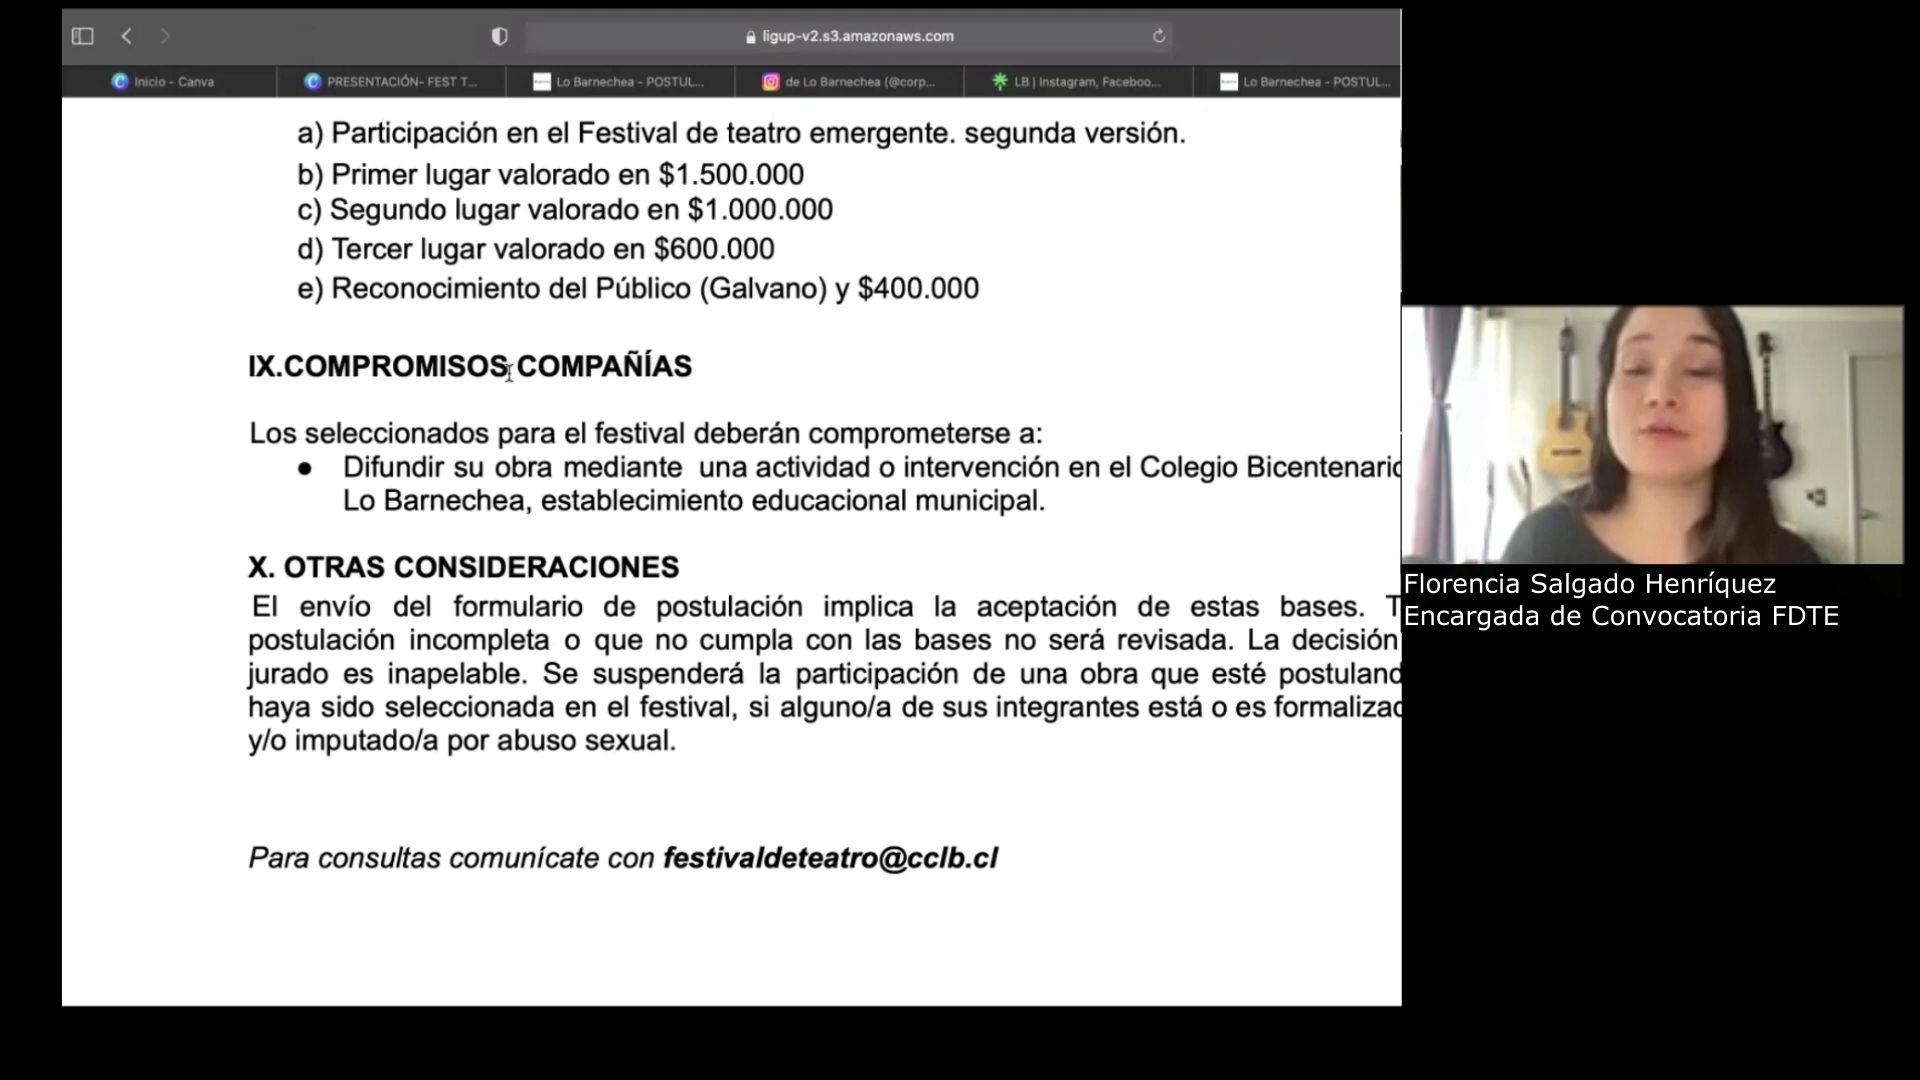 ligup-v2.s3.amazonaws.com
Inicio - Canva
PRESENTACIÓN- FEST T...
Lo Barnechea - POSTUL...
de Lo Barnechea (@corp...
LB | Instagram, Faceboo...
Lo Barnechea - POSTUL...
a) Participación en el Festival de teatro emergente. segunda versión.
b) Primer lugar valorado en $1.500.000
c) Segundo lugar valorado en $1.000.000
d) Tercer lugar valorado en $600.000
e) Reconocimiento del Público (Galvano) y $400.000
IX.COMPROMISOS COMPAÑÍAS
Los seleccionados para el festival deberán comprometerse a:
● Difundir su obra mediante una actividad o intervención en el Colegio Bicentenario
Lo Barnechea, establecimiento educacional municipal.
X. OTRAS CONSIDERACIONES
El envío del formulario de postulación implica la aceptación de estas bases. T
postulación incompleta o que no cumpla con las bases no será revisada. La decisión
jurado es inapelable. Se suspenderá la participación de una obra que esté postuland
haya sido seleccionada en el festival, si alguno/a de sus integrantes está o es formalizad
y/o imputado/a por abuso sexual.
Para consultas comunícate con festivaldeteatro@cclb.cl
Florencia Salgado Henríquez
Encargada de Convocatoria FDTE